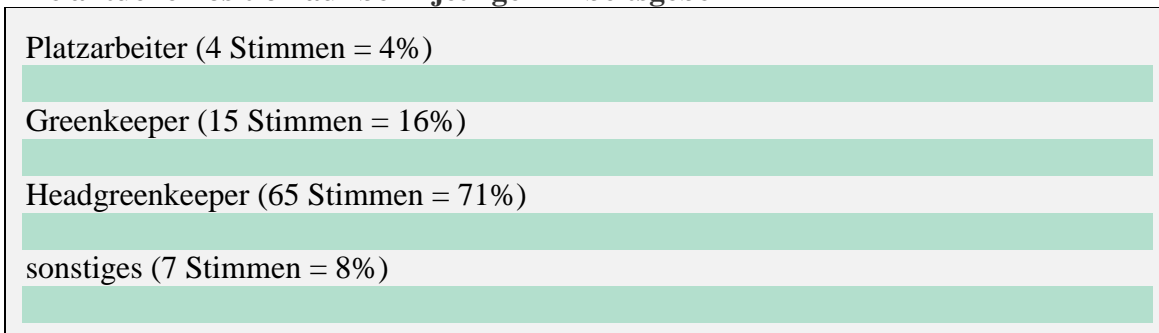 Platzarbeiter (4 Stimmen = 4%)
Greenkeeper (15 Stimmen = 16%)
Headgreenkeeper (65 Stimmen = 71%)
sonstiges (7 Stimmen = 8%)